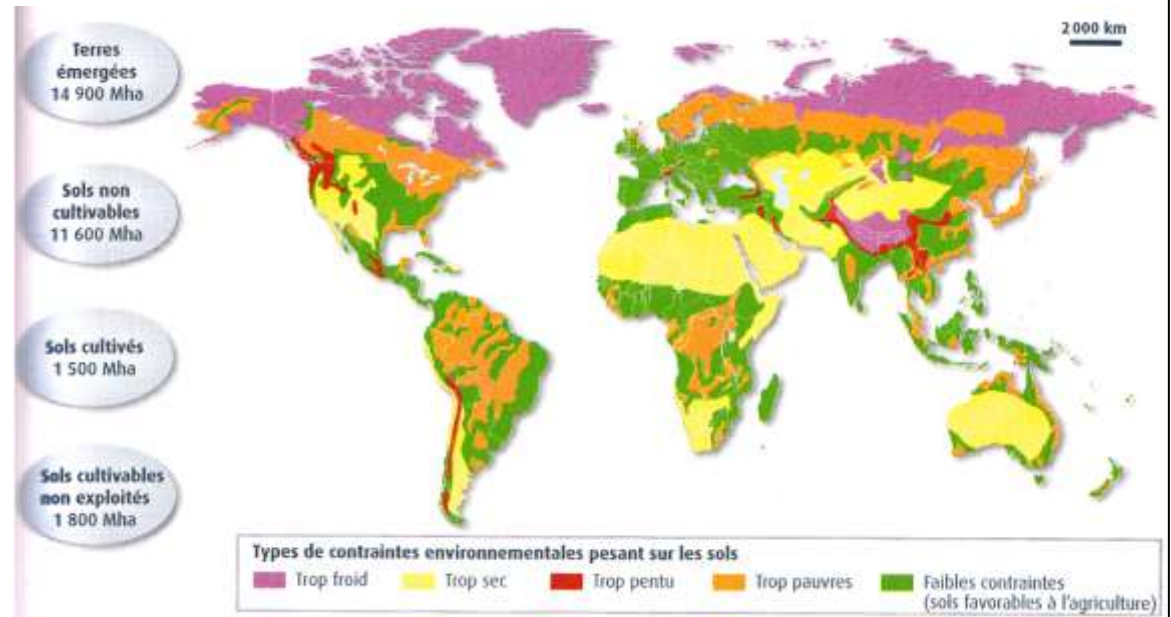 2 000 km
Terres
émergées
14 900 Mha
Sols non
cultivables
11 600 Mha
Sols cultivés
1 500 Mha
Sols cultivables
non exploités
1 800 Mha
Types de contraintes environnementales pesant sur les sols
Trop froid
Trop sec
Trop pentu
Trop pauvres
Faibles contraintes
(sols favorables à l'agriculture)